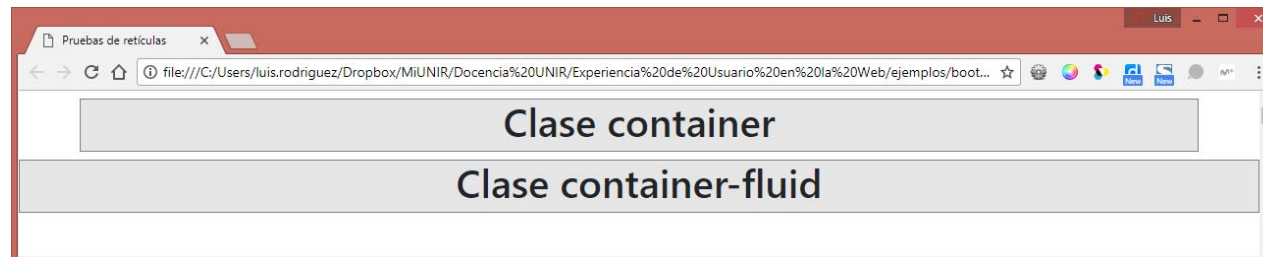 Luis
Pruebas de retículas
file:///C:/Users/luis.rodriguez/Dropbox/MiUNIR/Docencia%20UNIR/Experiencia%20de%20Usuario%20en%20la%20Web/ejemplos/boot...
New New
Clase container
Clase container-fluid